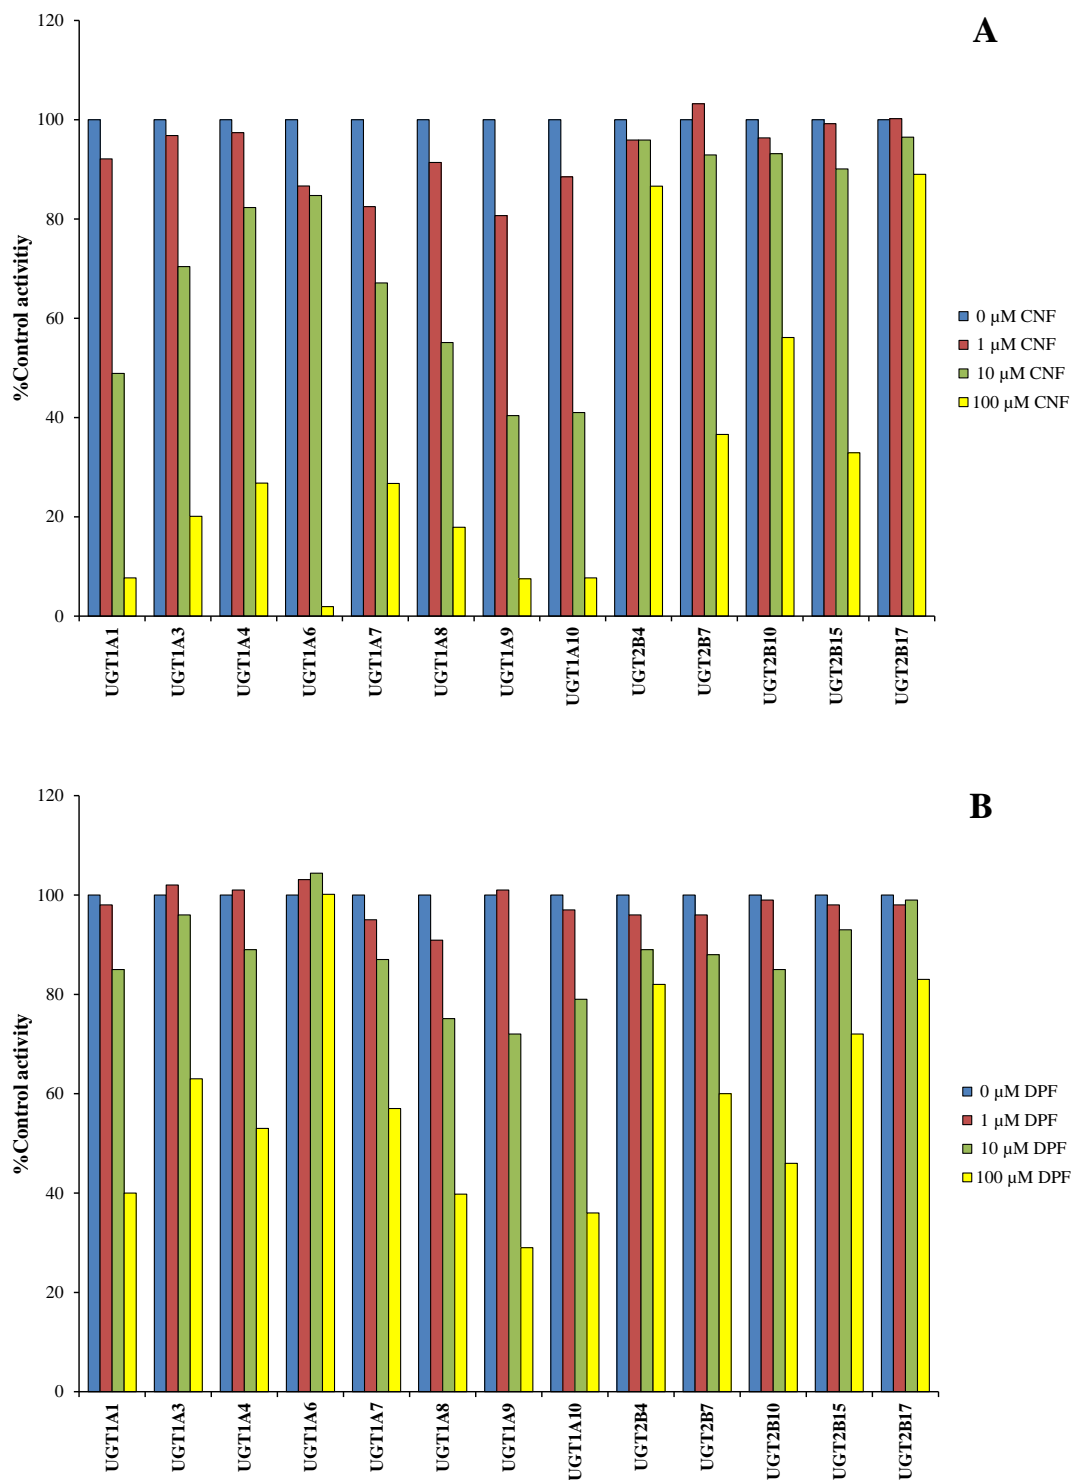 A
120
100
80
60
40
20
0
%Control activitiy
UGT1A1
UGT1A3
UGT1A4
UGT1A6
UGT1A7
UGT1A8
UGT1A9
UGT1A10
UGT2B4
UGT2B7
UGT2B10
UGT2B15
UGT2B17
0 µM CNF
1 µM CNF
10 µM CNF
100 µM CNF
B
120
100
80
60
40
20
0
%Control activity
UGT1A1
UGT1A3
UGT1A4
UGT1A6
UGT1A7
UGT1A8
UGT1A9
UGT1A10
UGT2B4
UGT2B7
UGT2B10
UGT2B15
UGT2B17
0 µM DPF
1 µM DPF
10 µM DPF
100 µM DPF